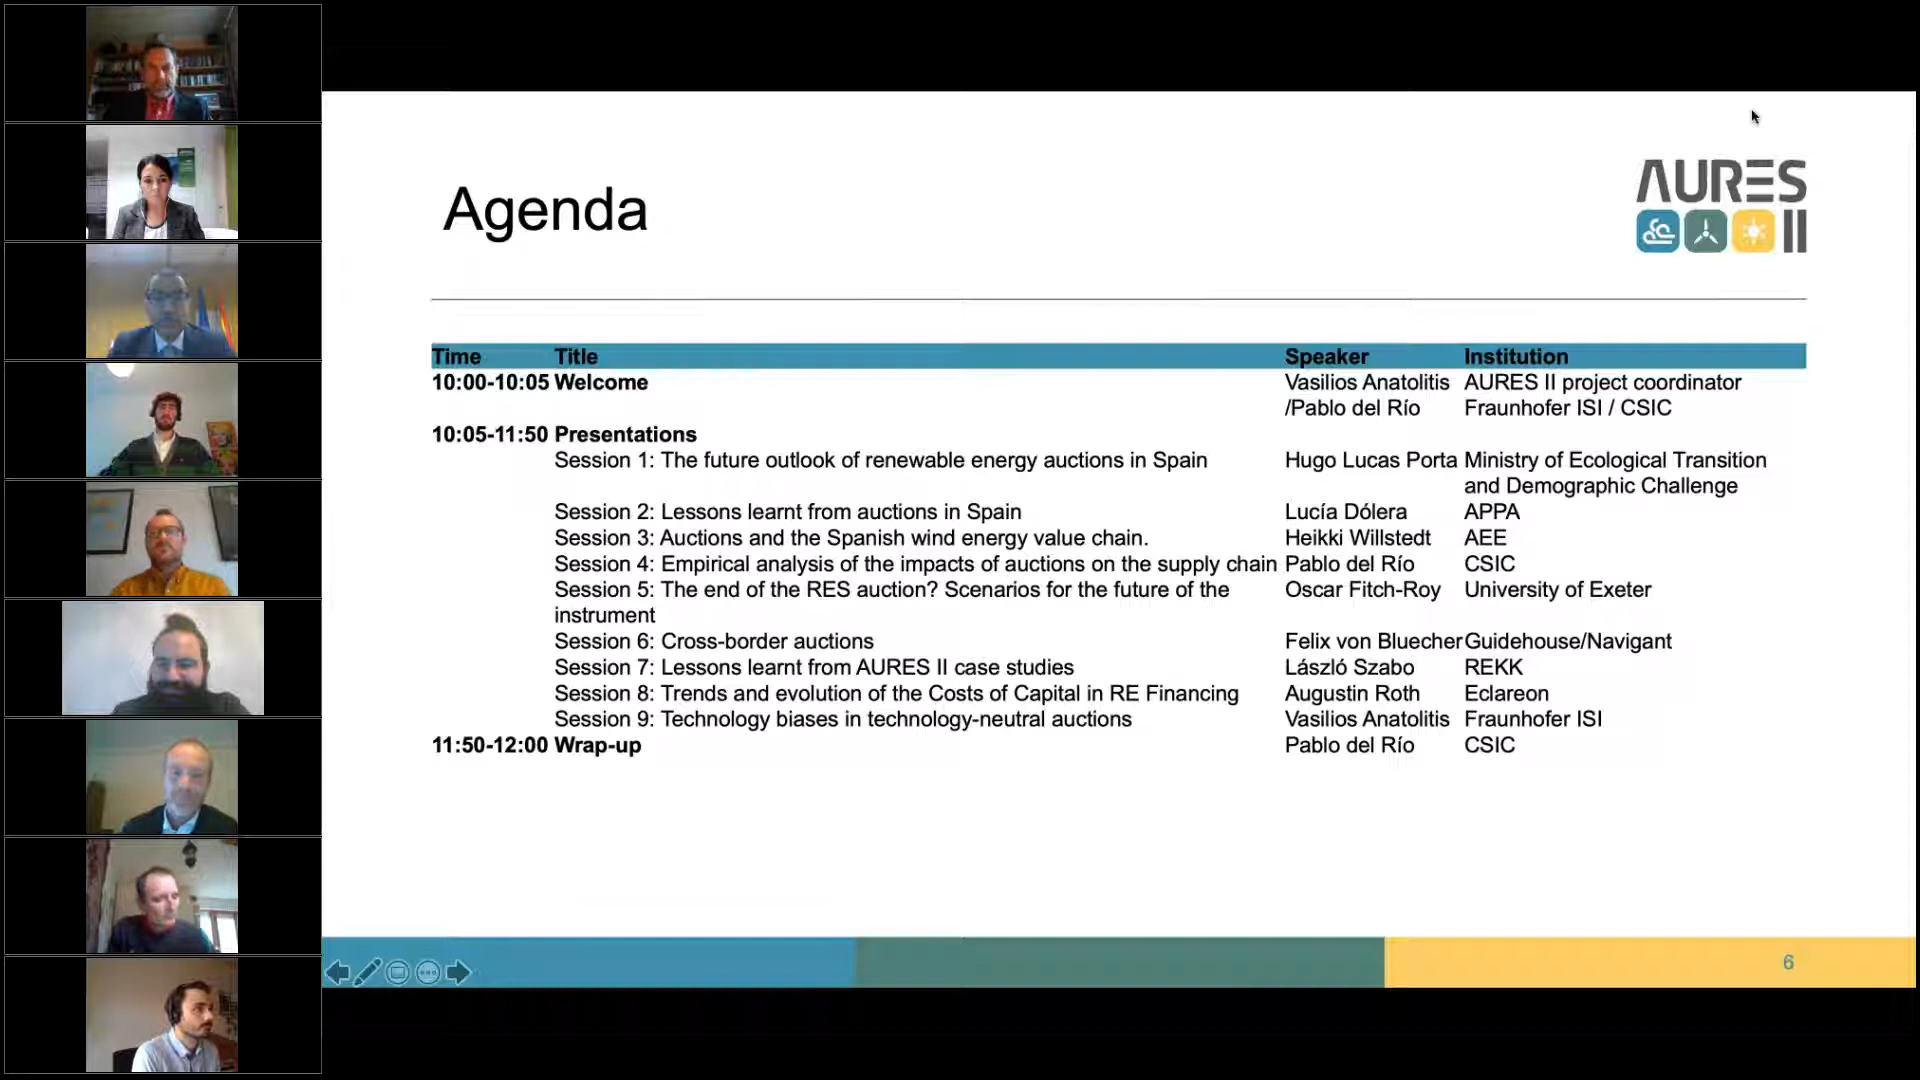 Agenda
AURES
II
Time Title Speaker Institution
10:00-10:05 Welcome Vasilios Anatolitis AURES II project coordinator
/Pablo del Río Fraunhofer ISI / CSIC
10:05-11:50 Presentations
Session 1: The future outlook of renewable energy auctions in Spain Hugo Lucas Porta Ministry of Ecological Transition
and Demographic Challenge
Session 2: Lessons learnt from auctions in Spain Lucía Dólera APPA
Session 3: Auctions and the Spanish wind energy value chain. Heikki Willstedt AEE
Session 4: Empirical analysis of the impacts of auctions on the supply chain Pablo del Río CSIC
Session 5: The end of the RES auction? Scenarios for the future of the Oscar Fitch-Roy University of Exeter
instrument
Session 6: Cross-border auctions Felix von Bluecher Guidehouse/Navigant
Session 7: Lessons learnt from AURES II case studies László Szabo REKK
Session 8: Trends and evolution of the Costs of Capital in RE Financing Augustin Roth Eclareon
Session 9: Technology biases in technology-neutral auctions Vasilios Anatolitis Fraunhofer ISI
11:50-12:00 Wrap-up Pablo del Río CSIC
6